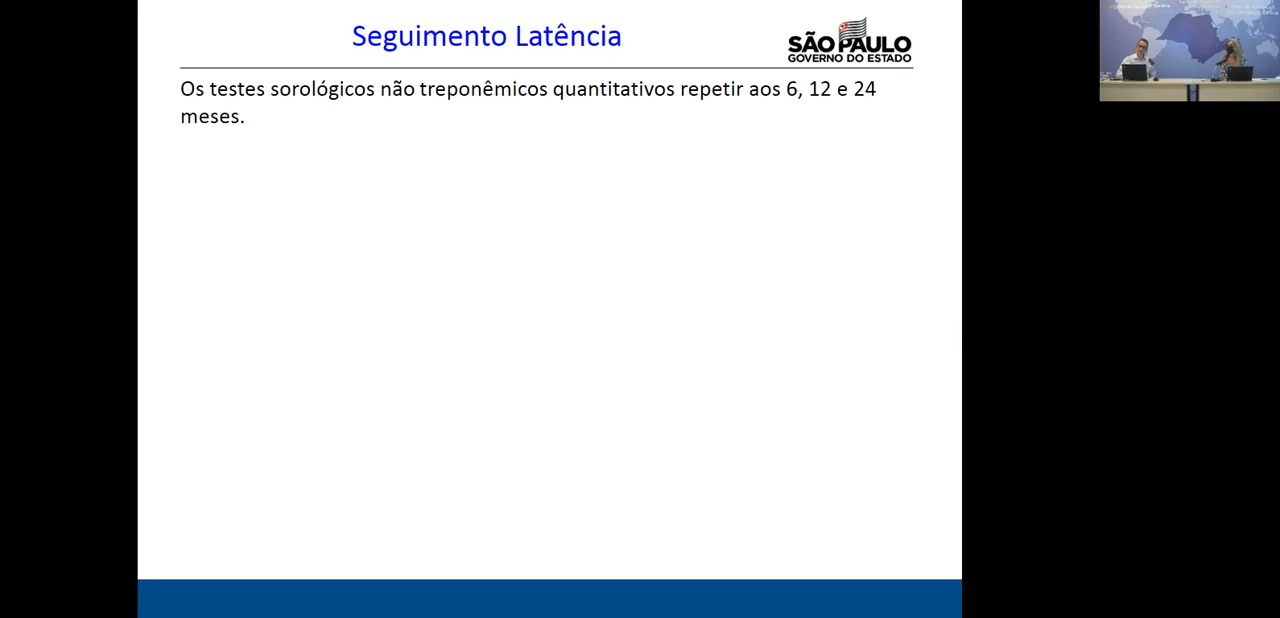 Seguimento Latência
SÃO PAULO
GOVERNO DO ESTADO
Os testes sorológicos não treponêmicos quantitativos repetir aos 6, 12 e 24
meses.